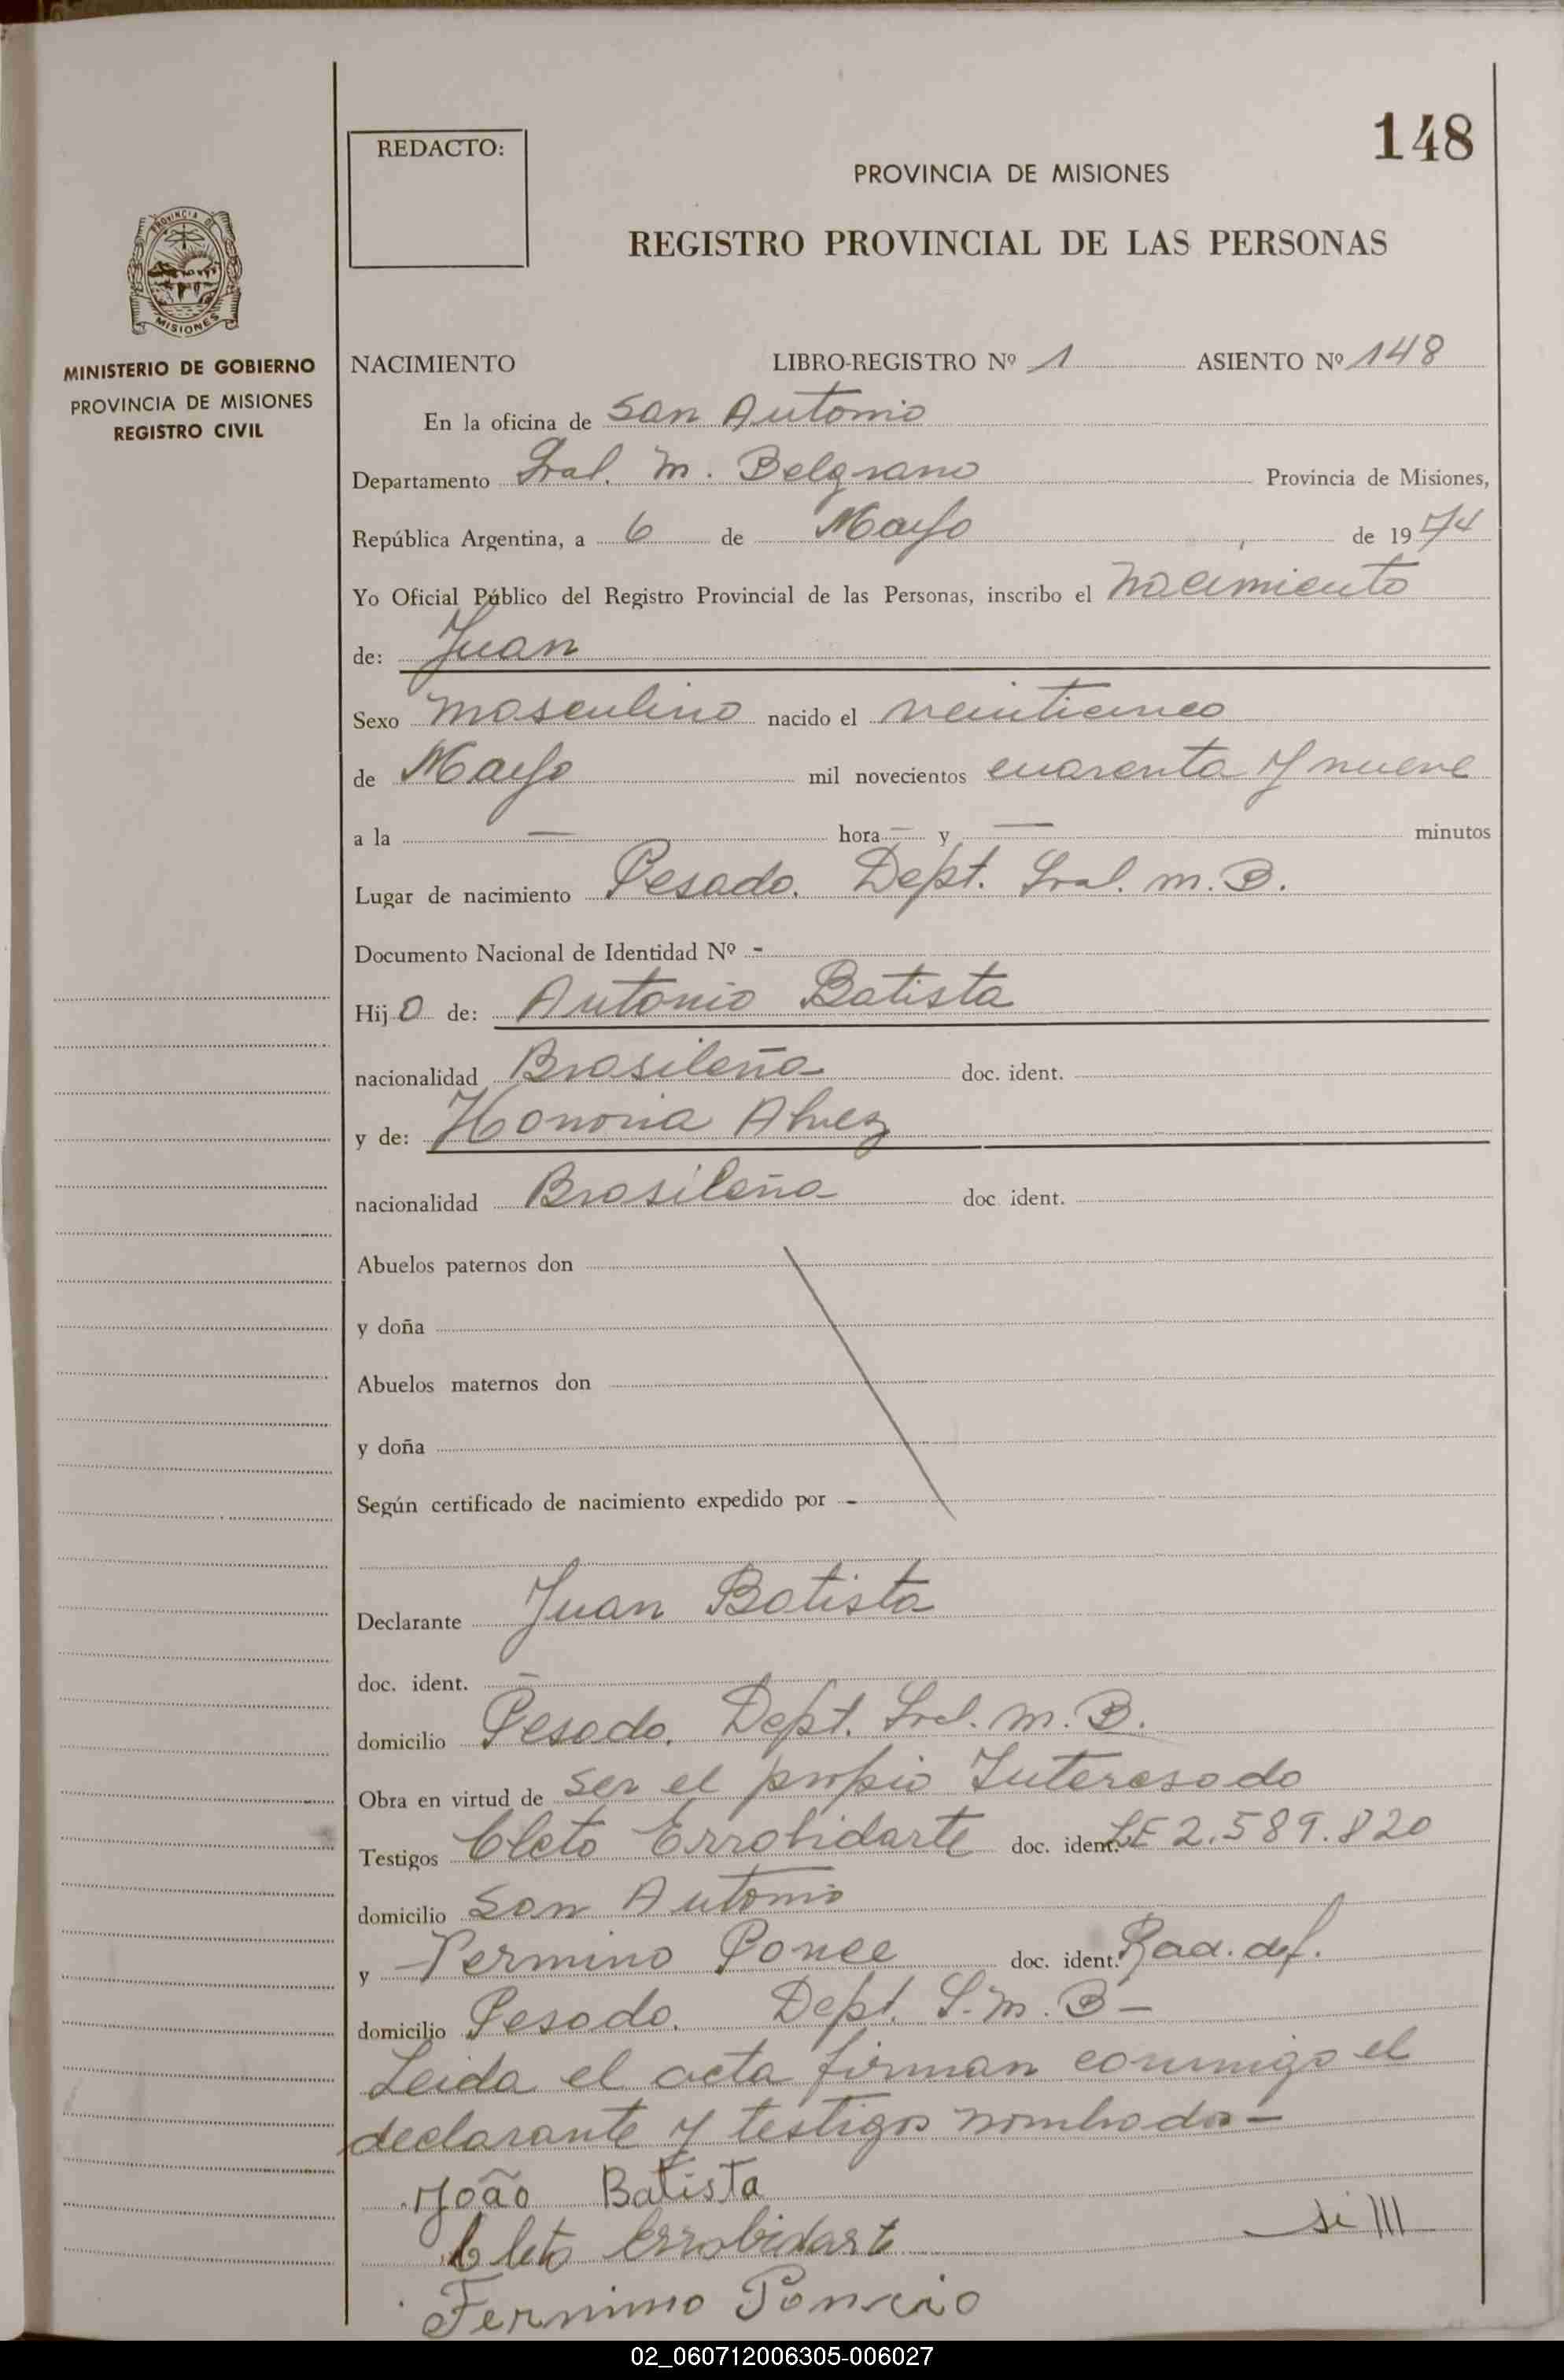 148
REDACTO:
PROVINCIA DE MISIONES
REGISTRO PROVINCIAL DE LAS PERSONAS
PROVINCIA DE
MISIONES
MINISTERIO DE GOBIERNO
PROVINCIA DE MISIONES
REGISTRO CIVIL
NACIMIENTO LIBRO-REGISTRO Nº 1 ASIENTO Nº 148
En la oficina de San Antonio
Departamento Gral. M. Belgrano Provincia de Misiones,
República Argentina, a 6 de Mayo de 1974
Yo Oficial Público del Registro Provincial de las Personas, inscribo el nacimiento
de: Juan
Sexo masculino nacido el veinticinco
de Mayo mil novecientos cuarenta y nueve
a la — hora — y — minutos
Lugar de nacimiento Pesado. Dept. Gral. M. B.
Documento Nacional de Identidad Nº -
Hijo de: Antonio Batista
nacionalidad Brasileña doc. ident.
y de: Honoria Alvez
nacionalidad Brasileña doc. ident.
Abuelos paternos don
y doña
Abuelos maternos don
y doña
Según certificado de nacimiento expedido por -
Declarante Juan Batista
doc. ident. -
domicilio Pesado. Dept. Gral. M. B.
Obra en virtud de ser el propio Interesado
Testigos Cleto Errobidarte doc. ident. LE 2.589.820
domicilio San Antonio
y Fermino Ponce doc. ident. Rad. def.
domicilio Pesado. Dept. G. M. B -
Leida el acta firman conmigo el
declarante y testigos nombrados -
João Batista
Cleto Errobidart
Fermino Poncio
02_060712006305-006027